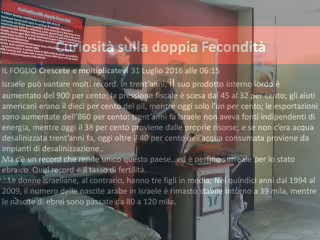 Curiosità sulla doppia Fecondità
IL FOGLIO Crescete e moltiplicatevi 31 Luglio 2016 alle 06:15
Israele può vantare molti record. In trent'anni, il suo prodotto interno lordo è
aumentato del 900 per cento; la pressione fiscale è scesa dal 45 al 32 per cento; gli aiuti
americani erano il dieci per cento del pil, mentre oggi solo l'un per cento; le esportazioni
sono aumentate dell'860 per cento; trent'anni fa Israele non aveva fonti indipendenti di
energia, mentre oggi il 38 per cento proviene dalle proprie risorse; e se non c'era acqua
desalinizzata trent'anni fa, oggi oltre il 40 per cento dell'acqua consumata proviene da
impianti di desalinizzazione..
Ma c'è un record che rende unico questo paese..ed è perfino surreale per lo stato
ebraico. Quel record è il tasso di fertilità....
...Le donne israeliane, al contrario, hanno tre figli in media. Nei quindici anni dal 1994 al
2009, il numero delle nascite arabe in Israele è rimasto stabile intorno a 39 mila, mentre
le nascite di ebrei sono passate da 80 a 120 mila.